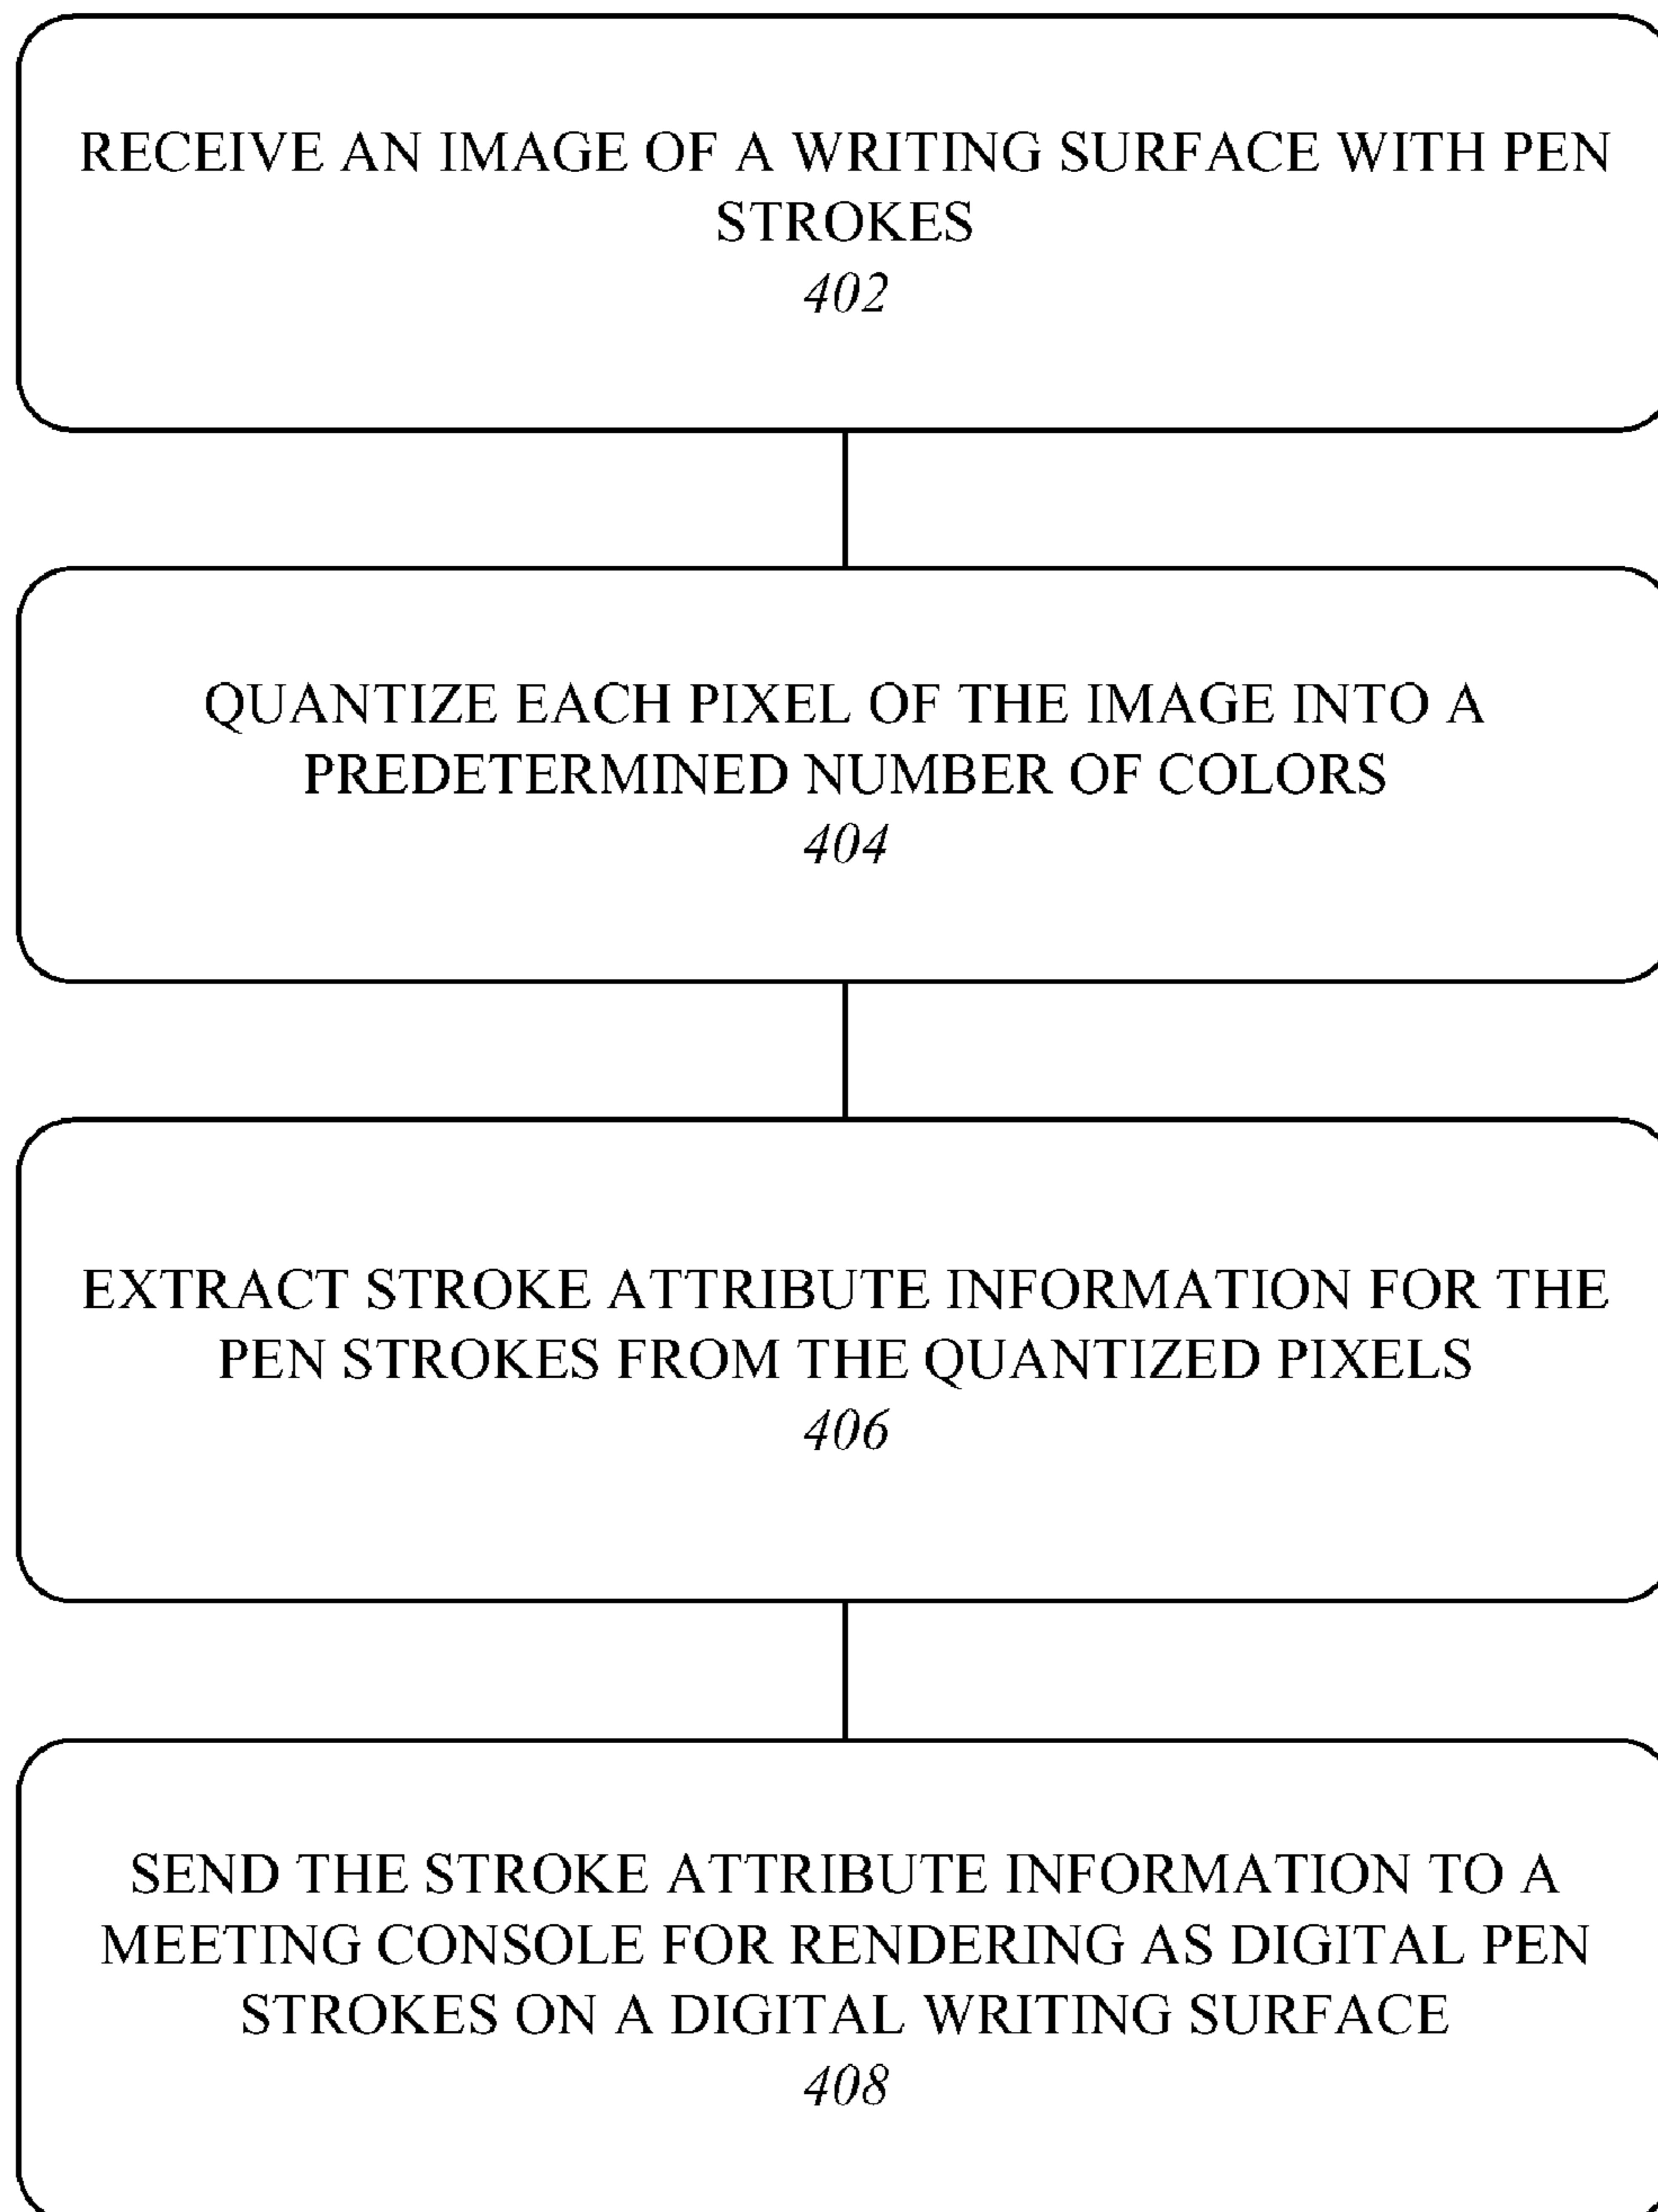 RECEIVE AN IMAGE OF A WRITING SURFACE WITH PEN
STROKES
402
QUANTIZE EACH PIXEL OF THE IMAGE INTO A
PREDETERMINED NUMBER OF COLORS
404
EXTRACT STROKE ATTRIBUTE INFORMATION FOR THE
PEN STROKES FROM THE QUANTIZED PIXELS
406
SEND THE STROKE ATTRIBUTE INFORMATION TO A
MEETING CONSOLE FOR RENDERING AS DIGITAL PEN
STROKES ON A DIGITAL WRITING SURFACE
408